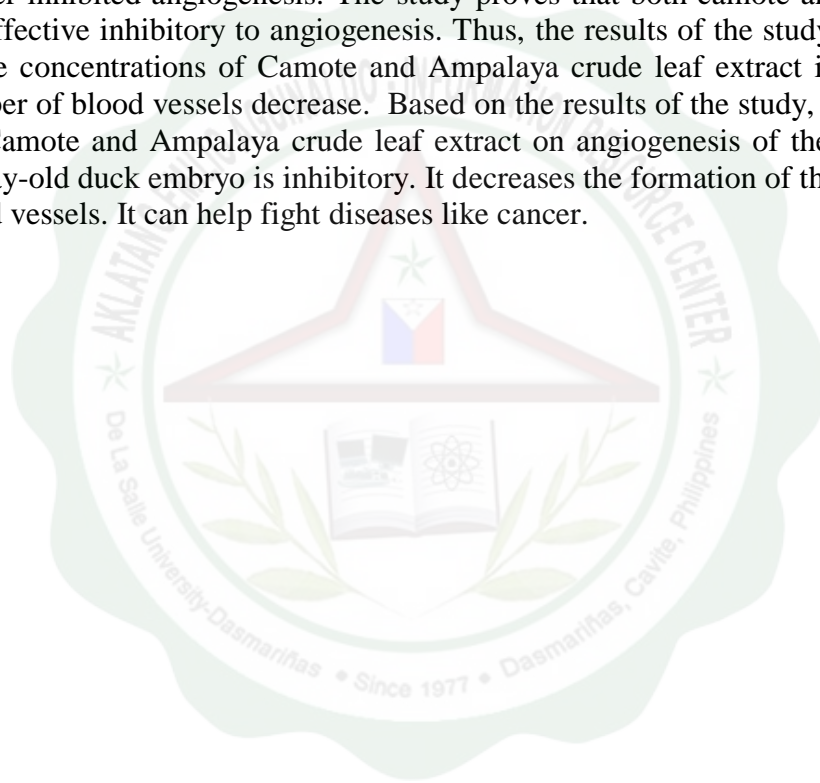 inhibited angiogenesis. The study proves that both camote
ffective inhibitory to angiogenesis. Thus, the results of the study
e concentrations of Camote and Ampalaya crude leaf extract i
ber of blood vessels decrease. Based on the results of the study,
Camote and Ampalaya crude leaf extract on angiogenesis of the
y-old duck embryo is inhibitory. It decreases the formation of th
d vessels. It can help fight diseases like cancer.
AKLATANG EMILIO AGUINALDO - INFORMATION RESOURCE CENTER
De La Salle University-Dasmariñas • Since 1977 • Dasmariñas, Cavite, Philippines